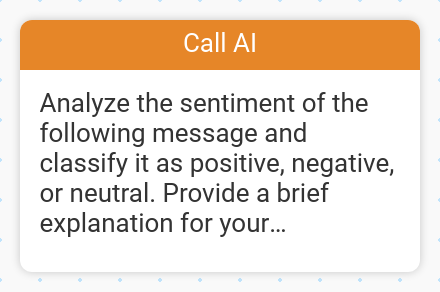 Call AI
Analyze the sentiment of the
following message and
classify it as positive, negative,
or neutral. Provide a brief
explanation for your...